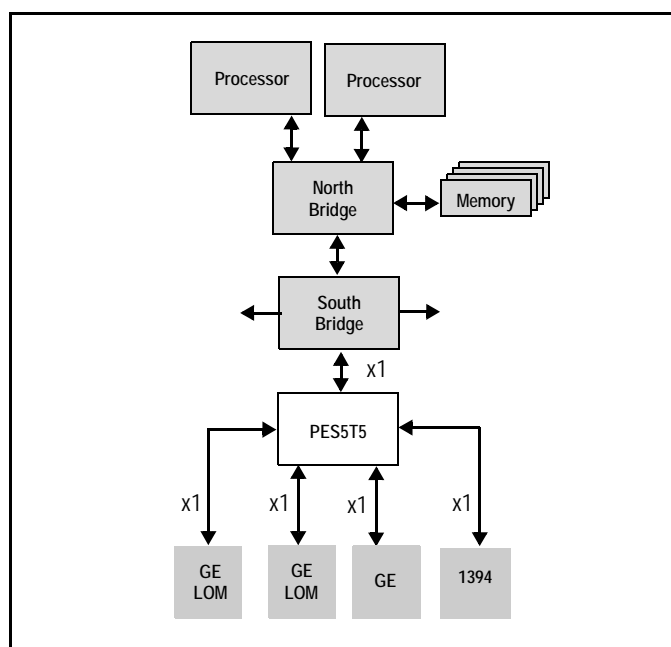 Processor
Processor
North
Bridge
Memory
South
Bridge
x1
PES5T5
x1
x1
x1
x1
GE
LOM
GE
LOM
GE
1394